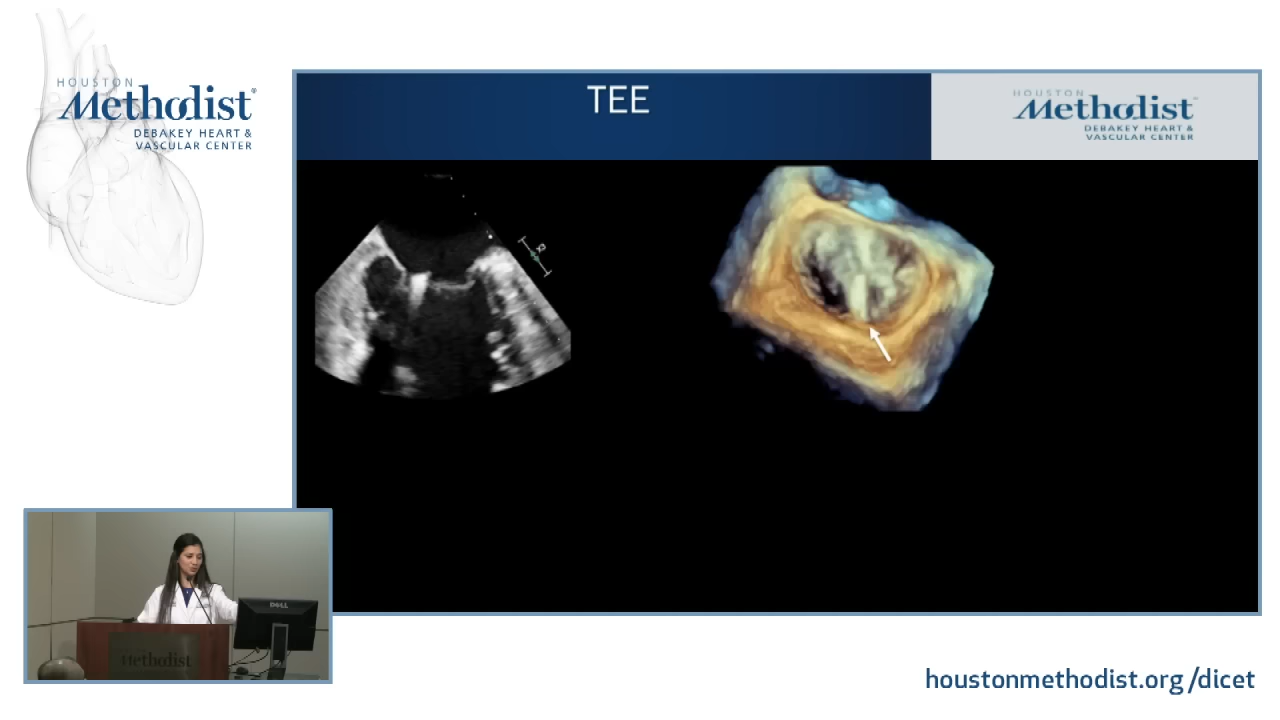 HOUSTON
Methodist®
DEBAKEY HEART &
VASCULAR CENTER
TEE
HOUSTON
Methodist
DEBAKEY HEART &
VASCULAR CENTER
R
DELL
Methodist
houstonmethodist.org/dicet